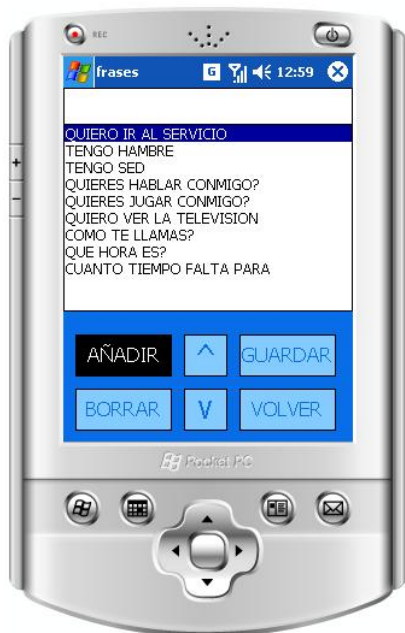 REC
frases G 12:59
QUIERO IR AL SERVICIO
TENGO HAMBRE
TENGO SED
QUIERES HABLAR CONMIGO?
QUIERES JUGAR CONMIGO?
QUIERO VER LA TELEVISION
COMO TE LLAMAS?
QUE HORA ES?
CUANTO TIEMPO FALTA PARA
AÑADIR ^ GUARDAR
BORRAR V VOLVER
Pocket PC